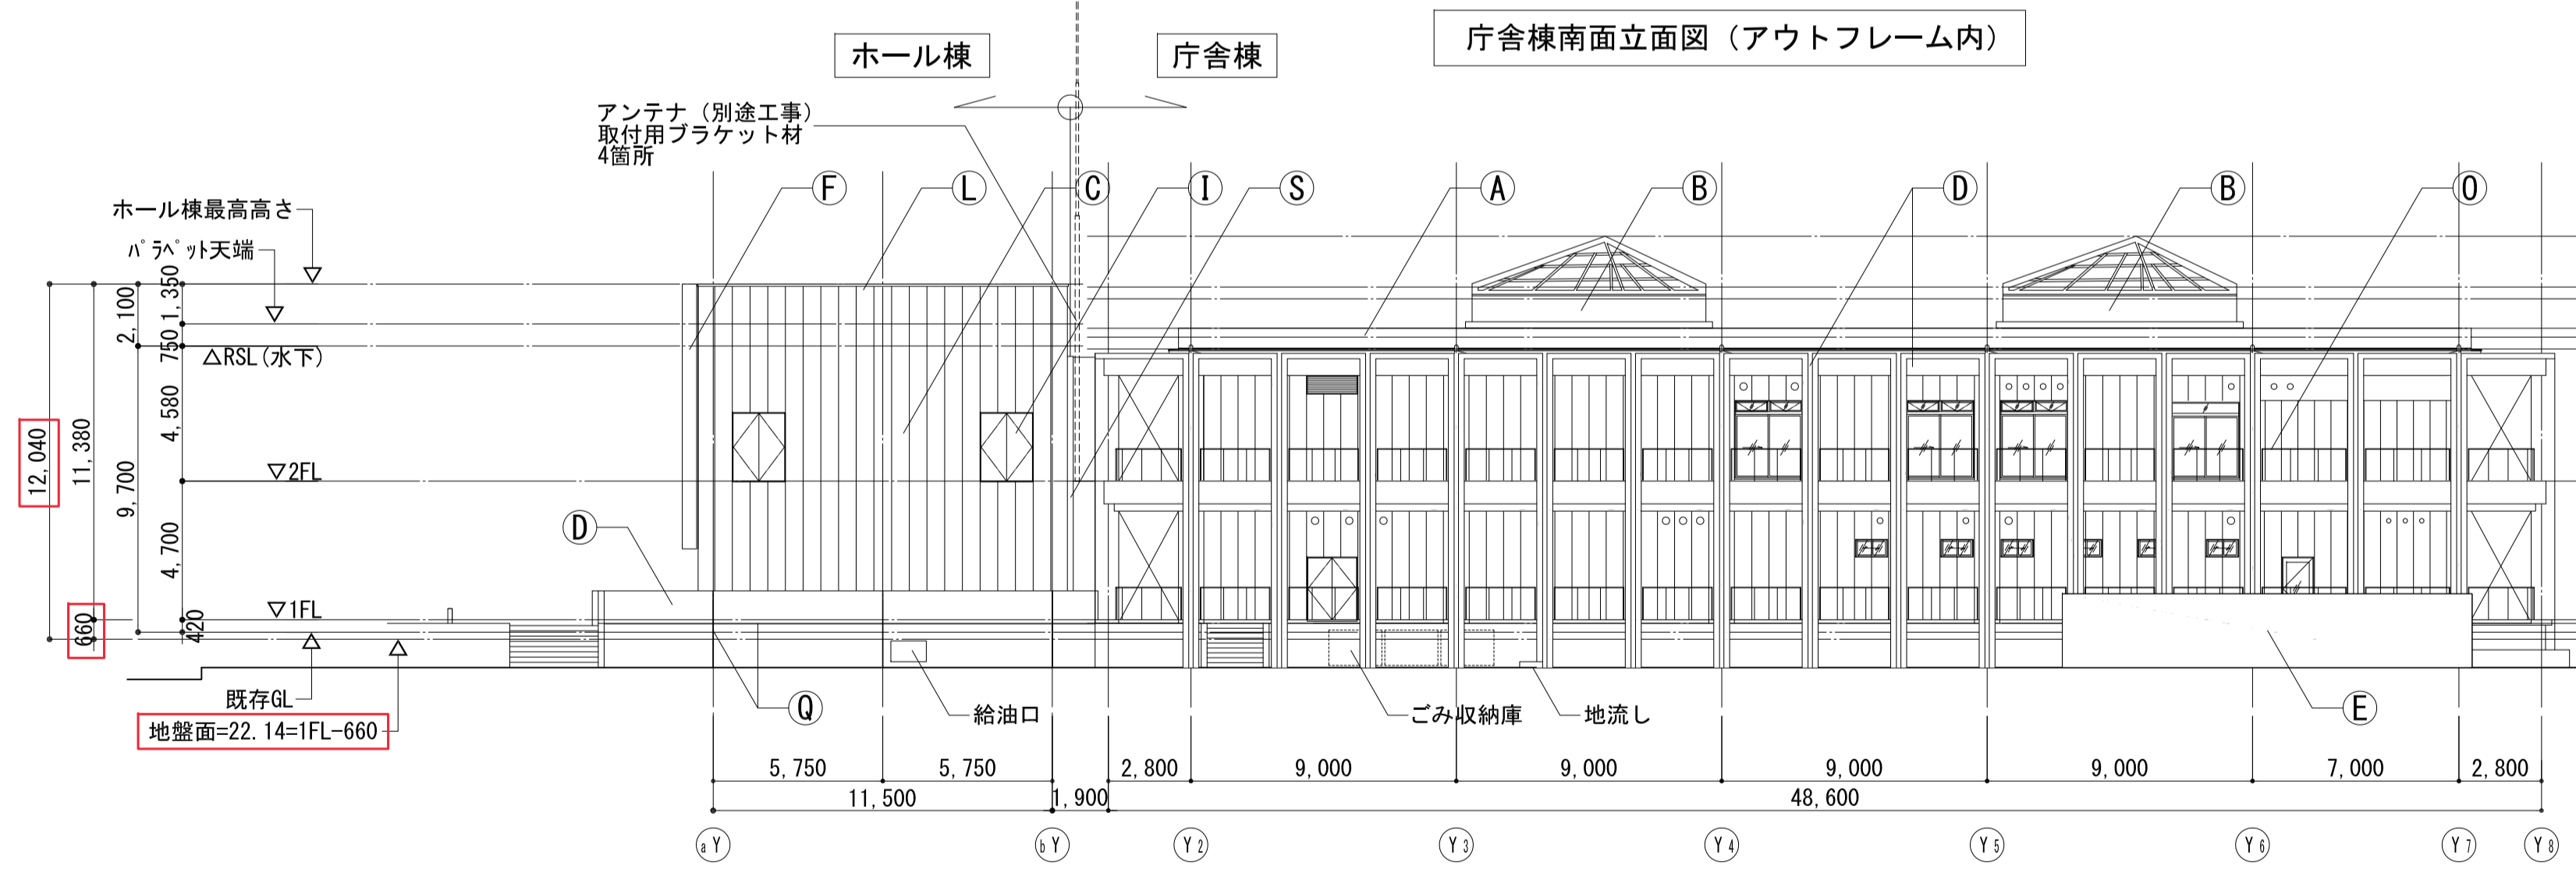 庁舎棟南面立面図（アウトフレーム内）
ホール棟
庁舎棟
アンテナ（別途工事）
取付用ブラケット材
4箇所
F
L
C
I
S
A
B
D
B
O
ホール棟最高高さ
パラペット天端
1,350
2,100
750
△RSL(水下)
4,580
12,040
11,380
9,700
▽2FL
4,700
D
▽1FL
660
420
既存GL
地盤面=22.14=1FL-660
Q
給油口
ごみ収納庫
地流し
E
5,750
5,750
2,800
9,000
9,000
9,000
9,000
7,000
2,800
11,500
1,900
48,600
aY
bY
Y2
Y3
Y4
Y5
Y6
Y7
Y8